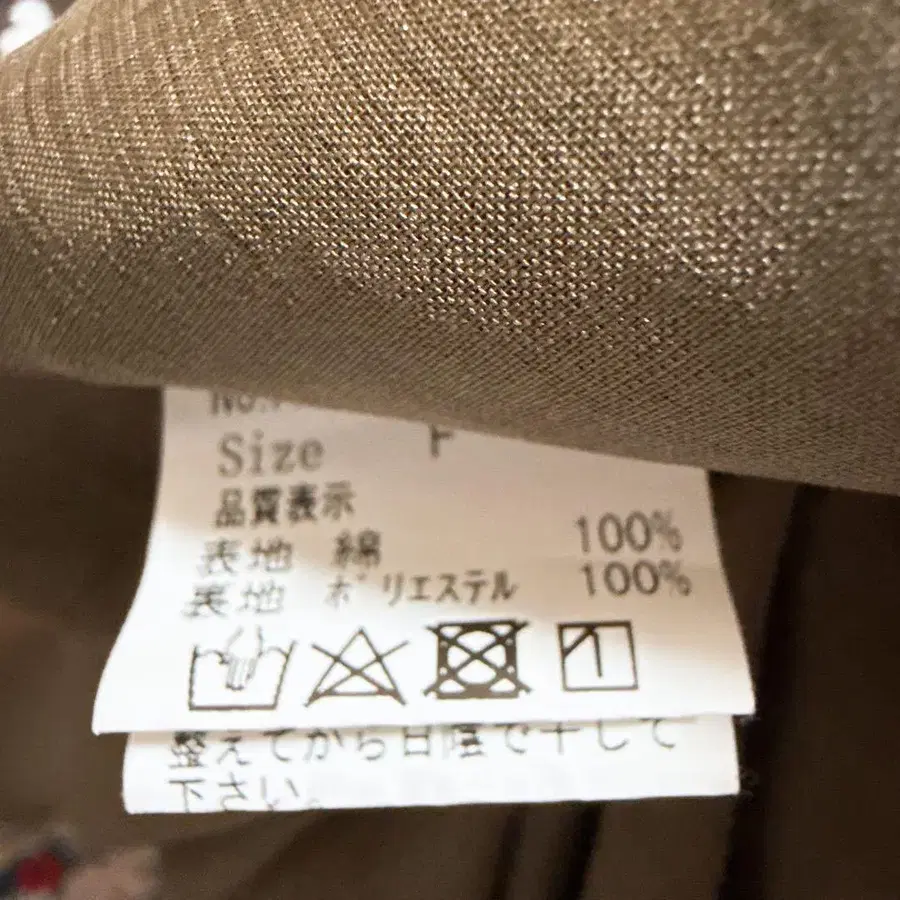 Size F
品質表示
表地 綿 100%
表地 ポリエステル 100%
整えてから日陰で干して
下さい。